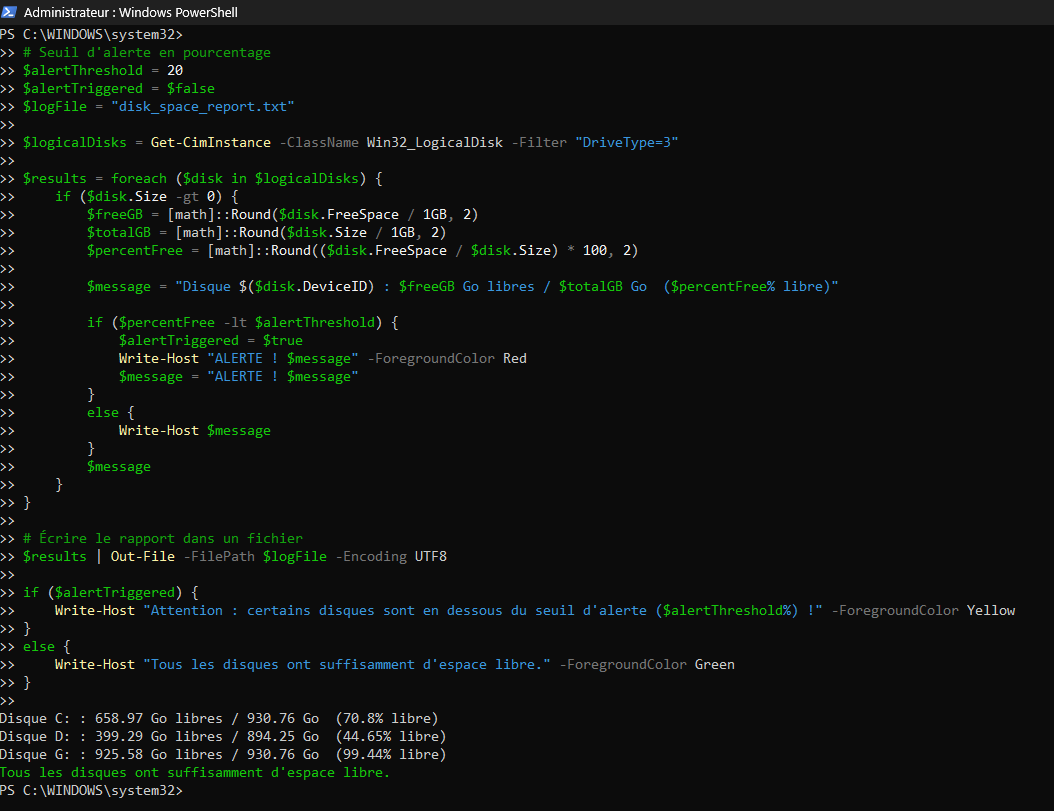 Administrateur : Windows PowerShell
PS C:\WINDOWS\system32>
>> # Seuil d'alerte en pourcentage
>> $alertThreshold = 20
>> $alertTriggered = $false
>> $logFile = "disk_space_report.txt"
>>
>> $logicalDisks = Get-CimInstance -ClassName Win32_LogicalDisk -Filter "DriveType=3"
>>
>> $results = foreach ($disk in $logicalDisks) {
>>     if ($disk.Size -gt 0) {
>>         $freeGB = [math]::Round($disk.FreeSpace / 1GB, 2)
>>         $totalGB = [math]::Round($disk.Size / 1GB, 2)
>>         $percentFree = [math]::Round(($disk.FreeSpace / $disk.Size) * 100, 2)
>>
>>         $message = "Disque $($disk.DeviceID) : $freeGB Go libres / $totalGB Go  ($percentFree% libre)"
>>
>>         if ($percentFree -lt $alertThreshold) {
>>             $alertTriggered = $true
>>             Write-Host "ALERTE ! $message" -ForegroundColor Red
>>             $message = "ALERTE ! $message"
>>         }
>>         else {
>>             Write-Host $message
>>         }
>>         $message
>>     }
>> }
>>
>> # Écrire le rapport dans un fichier
>> $results | Out-File -FilePath $logFile -Encoding UTF8
>>
>> if ($alertTriggered) {
>>     Write-Host "Attention : certains disques sont en dessous du seuil d'alerte ($alertThreshold%) !" -ForegroundColor Yellow
>> }
>> else {
>>     Write-Host "Tous les disques ont suffisamment d'espace libre." -ForegroundColor Green
>> }
>>
Disque C: : 658.97 Go libres / 930.76 Go  (70.8% libre)
Disque D: : 399.29 Go libres / 894.25 Go  (44.65% libre)
Disque G: : 925.58 Go libres / 930.76 Go  (99.44% libre)
Tous les disques ont suffisamment d'espace libre.
PS C:\WINDOWS\system32>